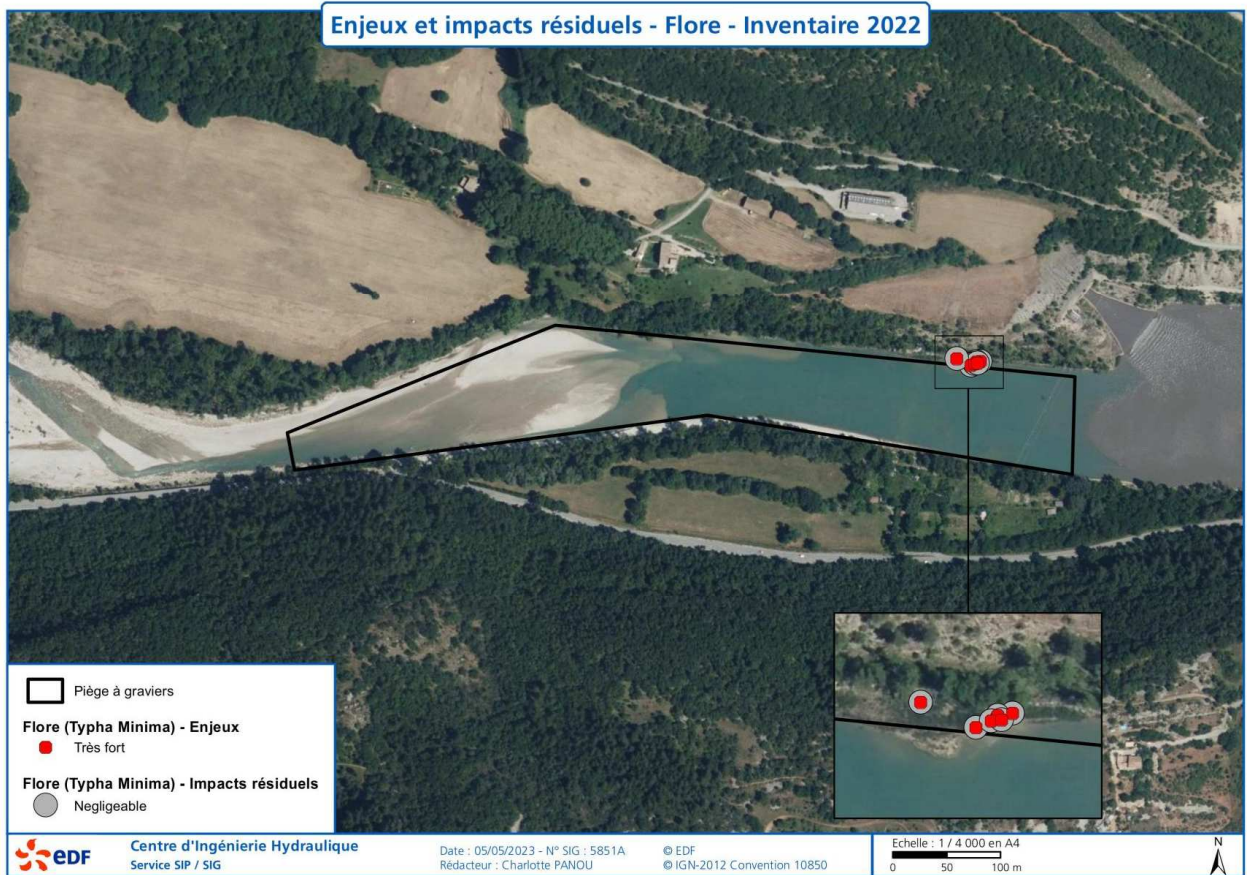 Enjeux et impacts résiduels - Flore - Inventaire 2022
Piège à graviers
Flore (Typha Minima) - Enjeux
Très fort
Flore (Typha Minima) - Impacts résiduels
Negligeable
edF
Centre d'Ingénierie Hydraulique
Service SIP / SIG
Date : 05/05/2023 - N° SIG : 5851A
Rédacteur : Charlotte PANOU
© EDF
© IGN-2012 Convention 10850
Echelle : 1 / 4 000 en A4
0 50 100 m
N